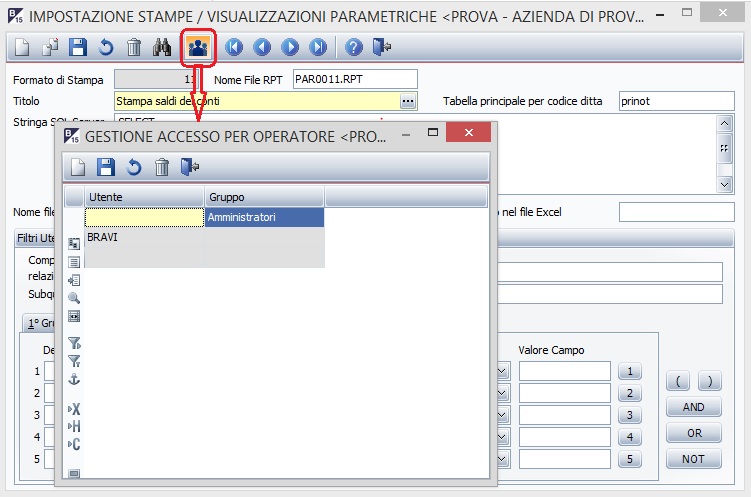 IMPOSTAZIONE STAMPE / VISUALIZZAZIONI PARAMETRICHE <PROVA - AZIENDA DI PROV...
Formato di Stampa
11
Nome File RPT
PAR0011.RPT
Titolo
Stampa saldi dei conti
Tabella principale per codice ditta
prinot
Stringa SQL Server
SELECT
GESTIONE ACCESSO PER OPERATORE <PRO...
Utente
Gruppo
Amministratori
BRAVI
Nome file
o nel file Excel
Filtri Ute
Comp
relazi
Subqu
1° Gru
De
Valore Campo
1
1
2
2
3
3
4
4
5
5
(
)
AND
OR
NOT